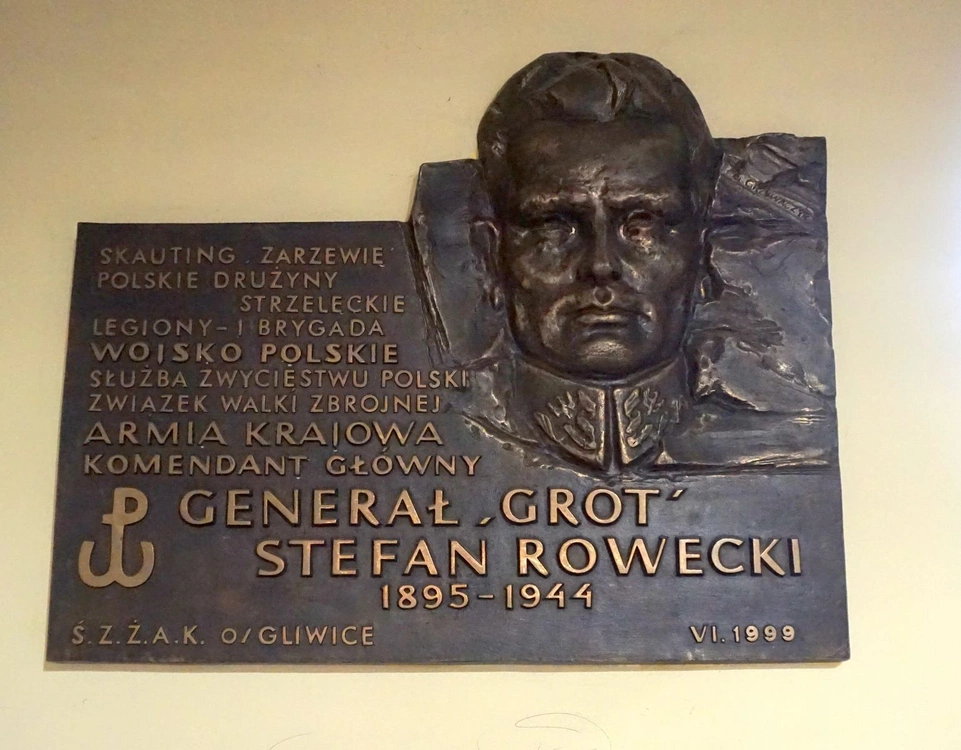 SKAUTING . ZARZEWIE
POLSKIE DRUŻYNY
STRZELĘCKIE
LEGIONY – I BRYGADA
WOJSKO POLSKIE
SŁUŻBA ZWYCIĘSTWU POLSKI
ZWIĄZEK WALKI ZBROJNEJ
ARMIA KRAJOWA
KOMENDANT GŁÓWNY
GENERAŁ ,GROT´
STEFAN ROWECKI
1895–1944
Ś.Z.Ż.A.K. O/GLIWICE
VI.1999